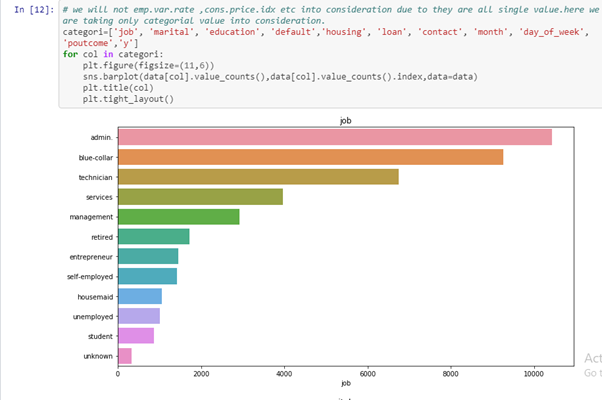 In [12]: # we will not emp.var.rate ,cons.price.idx etc into consideration due to they are all single value.here we
are taking only categorial value into consideration.
categori=['job', 'marital', 'education', 'default','housing', 'loan', 'contact', 'month', 'day_of_week',
'poutcome','y']
for col in categori:
    plt.figure(figsize=(11,6))
    sns.barplot(data[col].value_counts(),data[col].value_counts().index,data=data)
    plt.title(col)
    plt.tight_layout()
job
admin.
blue-collar
technician
services
management
retired
entrepreneur
self-employed
housemaid
unemployed
student
unknown
0 2000 4000 6000 8000 10000
job
Act
Go t